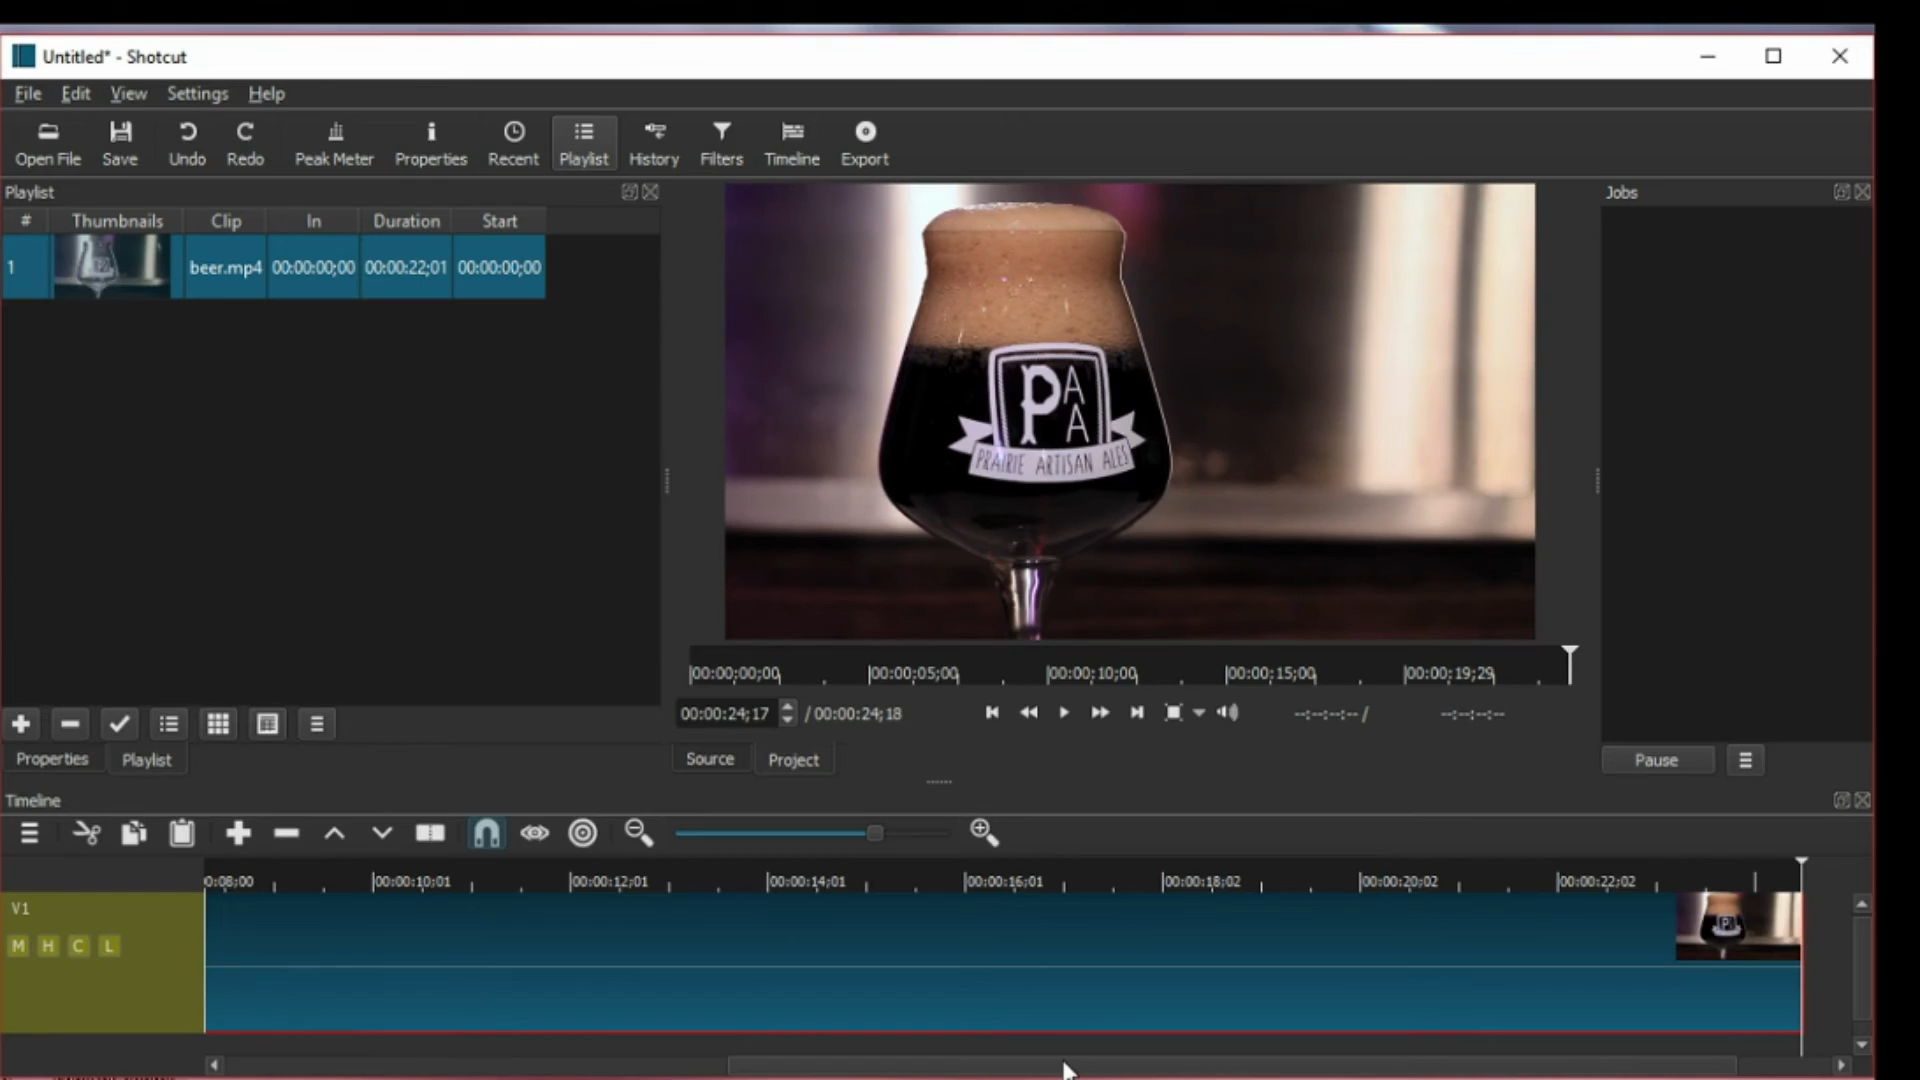 Untitled* - Shotcut
File Edit View Settings Help
Open File Save Undo Redo Peak Meter Properties Recent Playlist History Filters Timeline Export
Playlist
Jobs
# Thumbnails Clip In Duration Start
1 beer.mp4 00:00:00;00 00:00:22;01 00:00:00;00
P A A
PRAIRIE ARTISAN ALES
00:00:00;00 00:00:05;00 00:00:10;00 00:00:15;00 00:00:19;29
00:00:24;17 / 00:00:24;18 --:--:--:-- / --:--:--:--
Properties Playlist
Source Project
Pause
Timeline
0:08;00 00:00:10;01 00:00:12;01 00:00:14;01 00:00:16;01 00:00:18;02 00:00:20;02 00:00:22;02
V1
M H C L